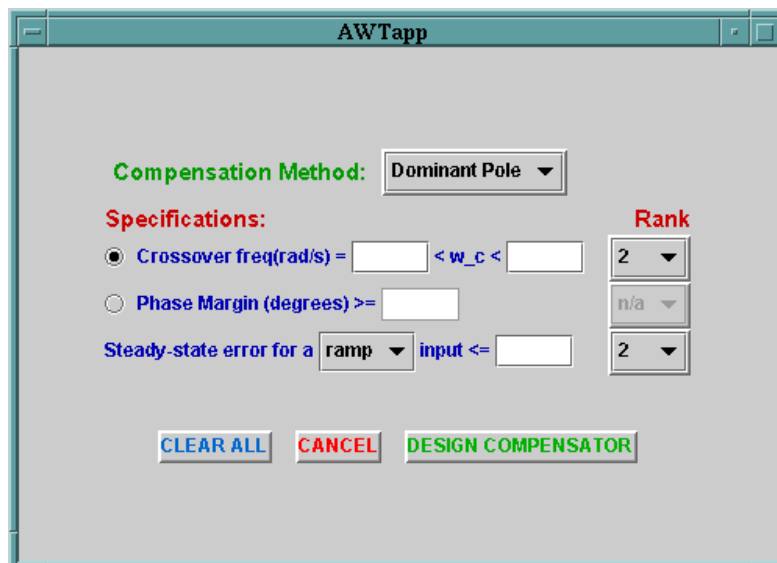 AWTapp
Compensation Method: Dominant Pole
Specifications: Rank
Crossover freq(rad/s) = < w_c < 2
Phase Margin (degrees) >= n/a
Steady-state error for a ramp input <= 2
CLEAR ALL CANCEL DESIGN COMPENSATOR